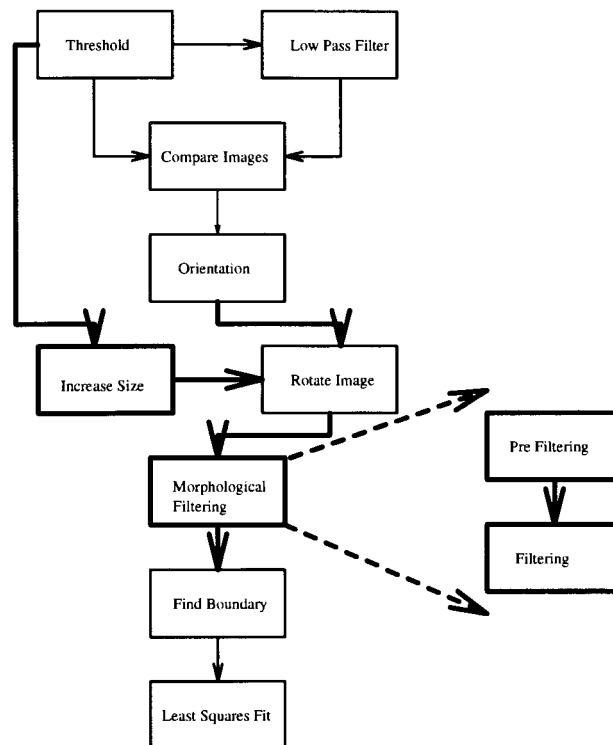 Threshold
Low Pass Filter
Compare Images
Orientation
Increase Size
Rotate Image
Morphological
Filtering
Pre Filtering
Filtering
Find Boundary
Least Squares Fit